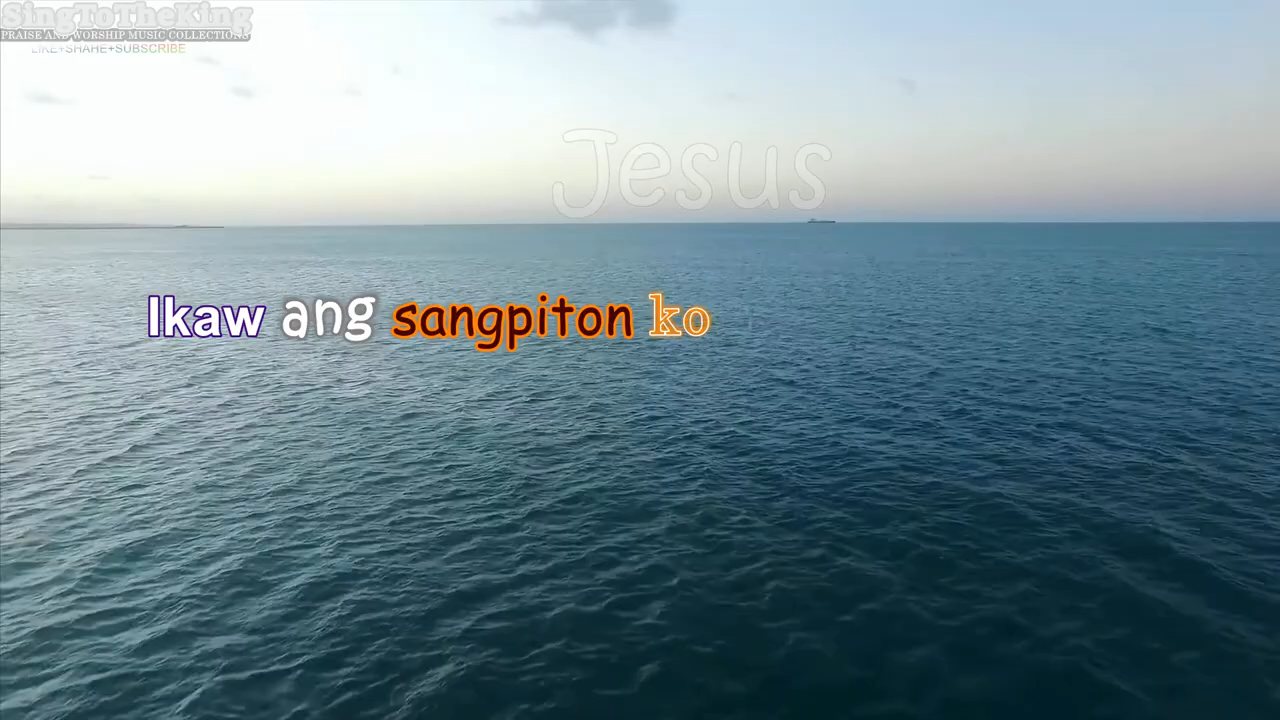 SingToTheKing
PRAISE AND WORSHIP MUSIC COLLECTIONS
LIKE+SHARE+SUBSCRIBE
Jesus
Ikaw ang sangpiton ko